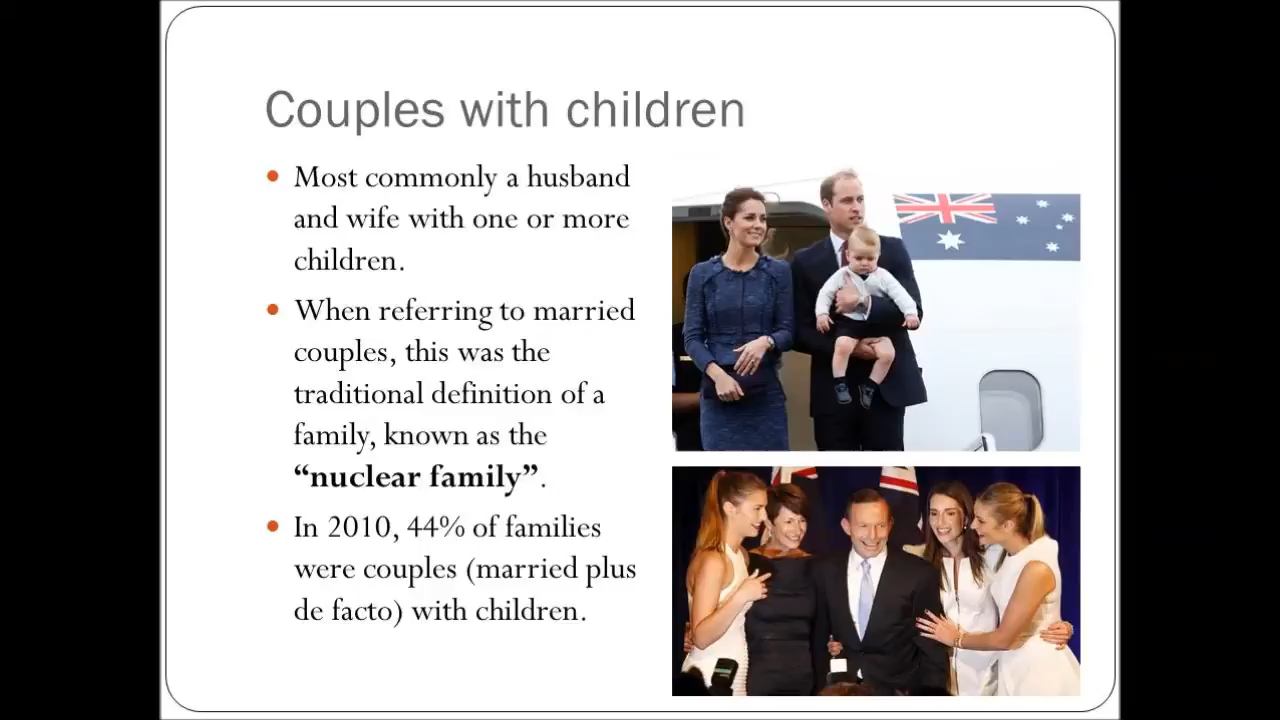 Couples with children
• Most commonly a husband
and wife with one or more
children.
• When referring to married
couples, this was the
traditional definition of a
family, known as the
“nuclear family”.
• In 2010, 44% of families
were couples (married plus
de facto) with children.